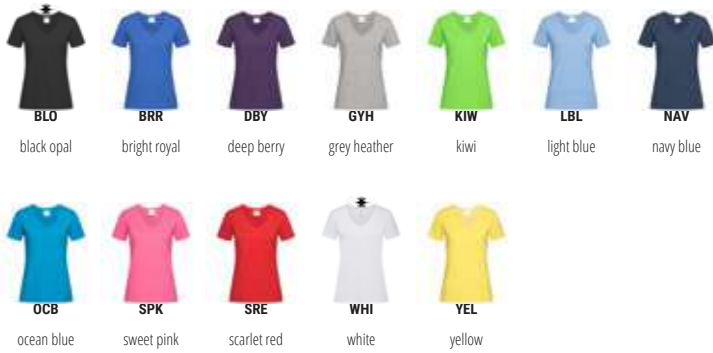 BLO BRR DBY GYH KIW LBL NAV
black opal bright royal deep berry grey heather kiwi light blue navy blue
OCB SPK SRE WHI YEL
ocean blue sweet pink scarlet red white yellow